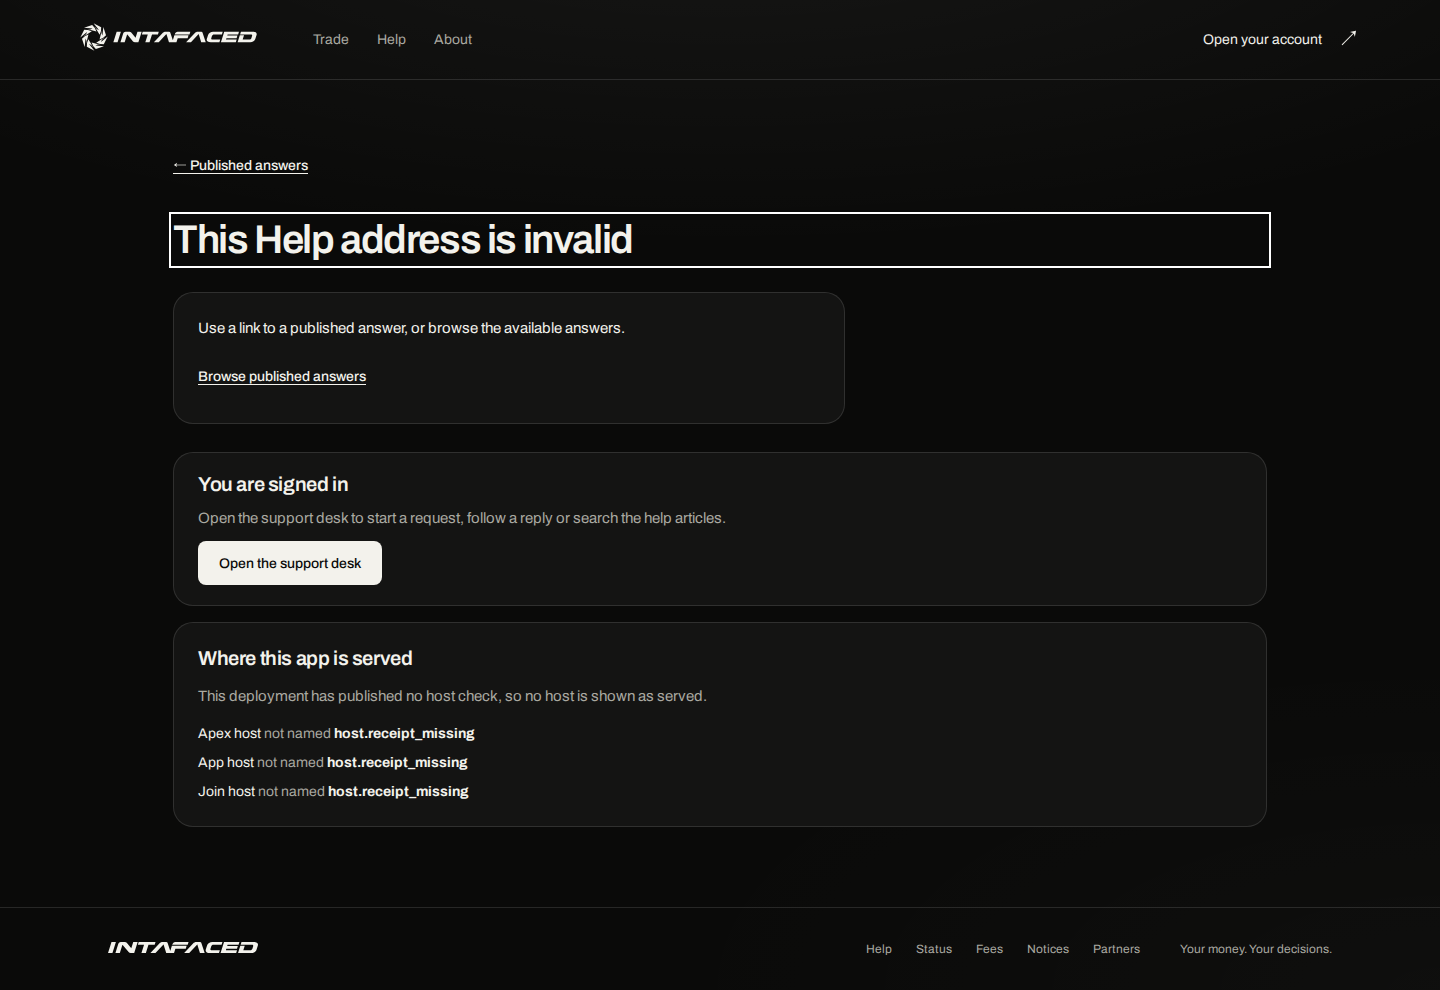 INTAFACED
Trade Help About
Open your account ↗
← Published answers
This Help address is invalid
Use a link to a published answer, or browse the available answers.
Browse published answers
You are signed in
Open the support desk to start a request, follow a reply or search the help articles.
Open the support desk
Where this app is served
This deployment has published no host check, so no host is shown as served.
Apex host not named host.receipt_missing
App host not named host.receipt_missing
Join host not named host.receipt_missing
INTAFACED
Help Status Fees Notices Partners Your money. Your decisions.